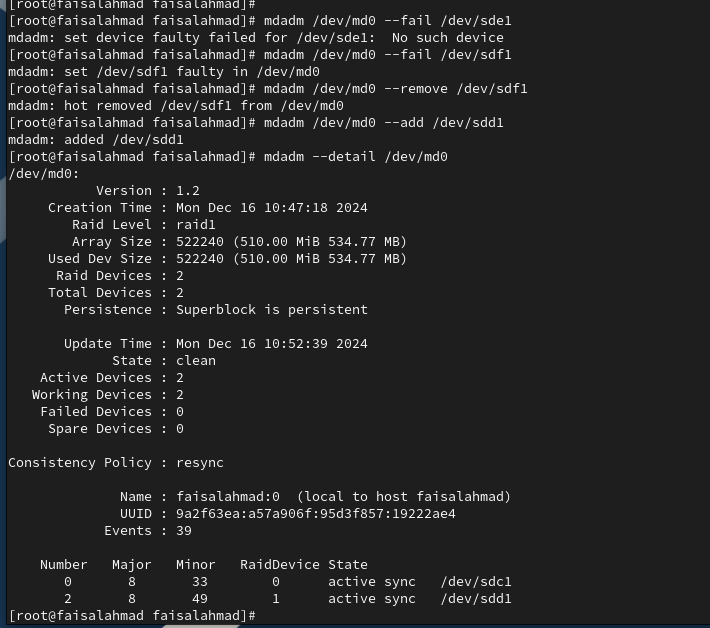 [root@faisalahmad faisalahmad]#
[root@faisalahmad faisalahmad]# mdadm /dev/md0 --fail /dev/sde1
mdadm: set device faulty failed for /dev/sde1:  No such device
[root@faisalahmad faisalahmad]# mdadm /dev/md0 --fail /dev/sdf1
mdadm: set /dev/sdf1 faulty in /dev/md0
[root@faisalahmad faisalahmad]# mdadm /dev/md0 --remove /dev/sdf1
mdadm: hot removed /dev/sdf1 from /dev/md0
[root@faisalahmad faisalahmad]# mdadm /dev/md0 --add /dev/sdd1
mdadm: added /dev/sdd1
[root@faisalahmad faisalahmad]# mdadm --detail /dev/md0
/dev/md0:
           Version : 1.2
     Creation Time : Mon Dec 16 10:47:18 2024
        Raid Level : raid1
        Array Size : 522240 (510.00 MiB 534.77 MB)
     Used Dev Size : 522240 (510.00 MiB 534.77 MB)
      Raid Devices : 2
     Total Devices : 2
       Persistence : Superblock is persistent

       Update Time : Mon Dec 16 10:52:39 2024
             State : clean
    Active Devices : 2
   Working Devices : 2
    Failed Devices : 0
     Spare Devices : 0

Consistency Policy : resync

              Name : faisalahmad:0  (local to host faisalahmad)
              UUID : 9a2f63ea:a57a906f:95d3f857:19222ae4
            Events : 39

    Number   Major   Minor   RaidDevice State
       0       8       33        0      active sync   /dev/sdc1
       2       8       49        1      active sync   /dev/sdd1
[root@faisalahmad faisalahmad]#